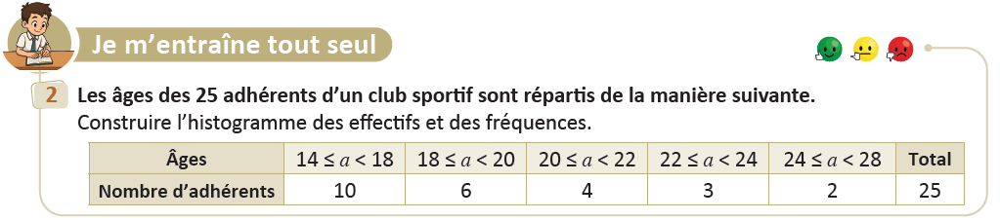 Je m’entraîne tout seul
2 Les âges des 25 adhérents d’un club sportif sont répartis de la manière suivante.
Construire l’histogramme des effectifs et des fréquences.
Âges 14 ≤ a < 18 18 ≤ a < 20 20 ≤ a < 22 22 ≤ a < 24 24 ≤ a < 28 Total
Nombre d’adhérents 10 6 4 3 2 25